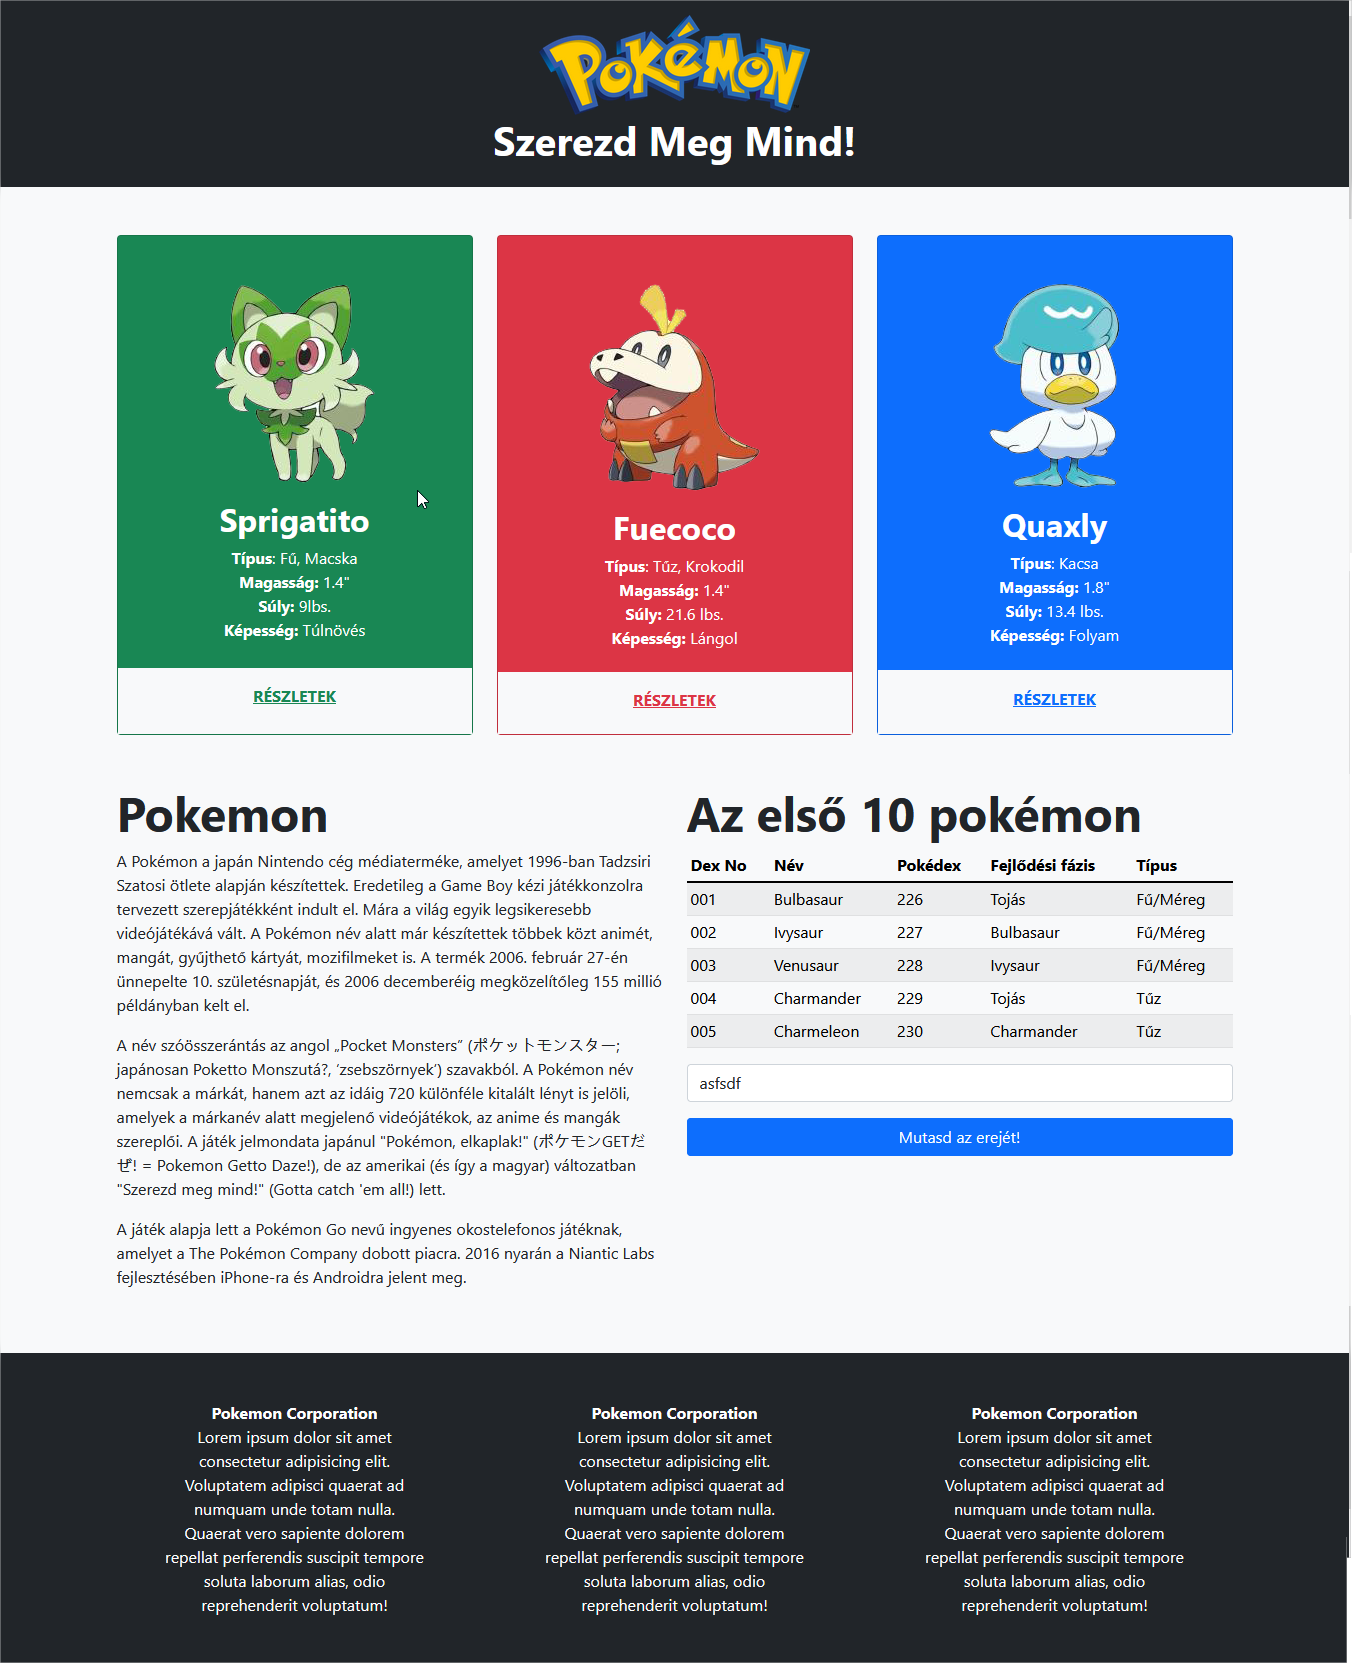 POKéMON
Szerezd Meg Mind!
Sprigatito
Típus: Fű, Macska
Magasság: 1.4"
Súly: 9lbs.
Képesség: Túlnövés
RÉSZLETEK
Fuecoco
Típus: Tűz, Krokodil
Magasság: 1.4"
Súly: 21.6 lbs.
Képesség: Lángol
RÉSZLETEK
Quaxly
Típus: Kacsa
Magasság: 1.8"
Súly: 13.4 lbs.
Képesség: Folyam
RÉSZLETEK
Pokemon
A Pokémon a japán Nintendo cég médiaterméke, amelyet 1996-ban Tadzsiri
Szatosi ötlete alapján készítettek. Eredetileg a Game Boy kézi játékkonzolra
tervezett szerepjátékként indult el. Mára a világ egyik legsikeresebb
videójátékává vált. A Pokémon név alatt már készítettek többek közt animét,
mangát, gyűjthető kártyát, mozifilmeket is. A termék 2006. február 27-én
ünnepelte 10. születésnapját, és 2006 decemberéig megközelítőleg 155 millió
példányban kelt el.
A név szóösszerántás az angol „Pocket Monsters” (ポケットモンスター;
japánosan Poketto Monszutá?, ’zsebszörnyek’) szavakból. A Pokémon név
nemcsak a márkát, hanem azt az idáig 720 különféle kitalált lényt is jelöli,
amelyek a márkanév alatt megjelenő videójátékok, az anime és mangák
szereplői. A játék jelmondata japánul "Pokémon, elkaplak!" (ポケモンGETだ
ぜ! = Pokemon Getto Daze!), de az amerikai (és így a magyar) változatban
"Szerezd meg mind!" (Gotta catch 'em all!) lett.
A játék alapja lett a Pokémon Go nevű ingyenes okostelefonos játéknak,
amelyet a The Pokémon Company dobott piacra. 2016 nyarán a Niantic Labs
fejlesztésében iPhone-ra és Androidra jelent meg.
Az első 10 pokémon
Dex No Név Pokédex Fejlődési fázis Típus
001 Bulbasaur 226 Tojás Fű/Méreg
002 Ivysaur 227 Bulbasaur Fű/Méreg
003 Venusaur 228 Ivysaur Fű/Méreg
004 Charmander 229 Tojás Tűz
005 Charmeleon 230 Charmander Tűz
asfsdf
Mutasd az erejét!
Pokemon Corporation
Lorem ipsum dolor sit amet
consectetur adipisicing elit.
Voluptatem adipisci quaerat ad
numquam unde totam nulla.
Quaerat vero sapiente dolorem
repellat perferendis suscipit tempore
soluta laborum alias, odio
reprehenderit voluptatum!
Pokemon Corporation
Lorem ipsum dolor sit amet
consectetur adipisicing elit.
Voluptatem adipisci quaerat ad
numquam unde totam nulla.
Quaerat vero sapiente dolorem
repellat perferendis suscipit tempore
soluta laborum alias, odio
reprehenderit voluptatum!
Pokemon Corporation
Lorem ipsum dolor sit amet
consectetur adipisicing elit.
Voluptatem adipisci quaerat ad
numquam unde totam nulla.
Quaerat vero sapiente dolorem
repellat perferendis suscipit tempore
soluta laborum alias, odio
reprehenderit voluptatum!